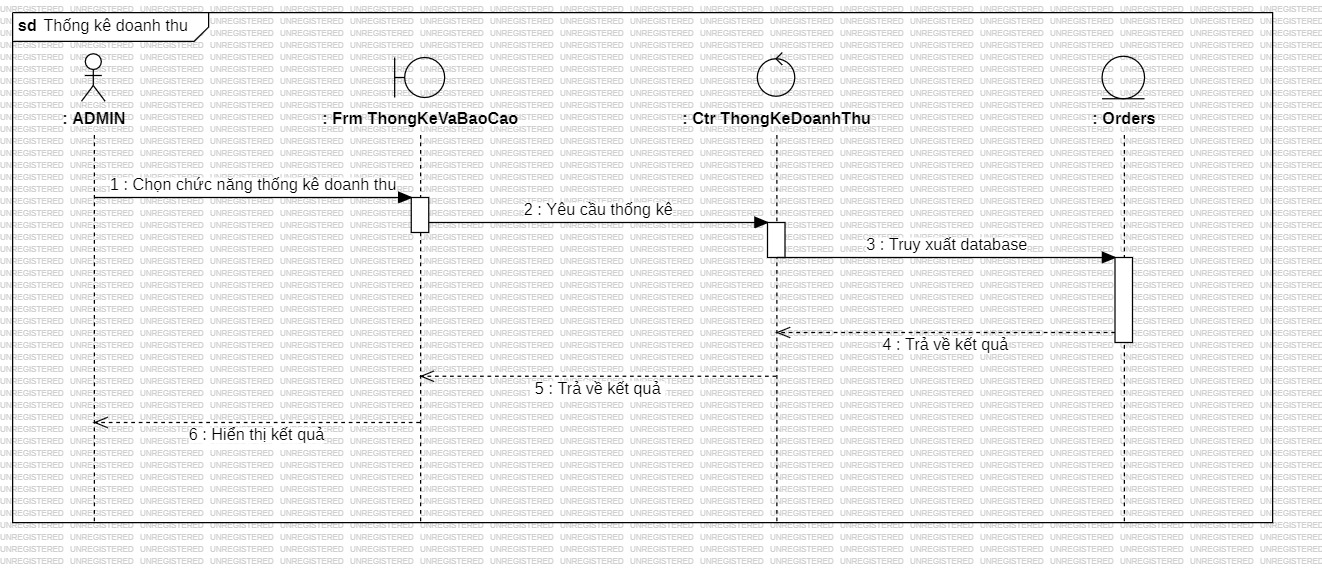 sd Thống kê doanh thu
: ADMIN
: Frm ThongKeVaBaoCao
: Ctr ThongKeDoanhThu
: Orders
1 : Chọn chức năng thống kê doanh thu
2 : Yêu cầu thống kê
3 : Truy xuất database
4 : Trả về kết quả
5 : Trả về kết quả
6 : Hiển thị kết quả
UNREGISTERED